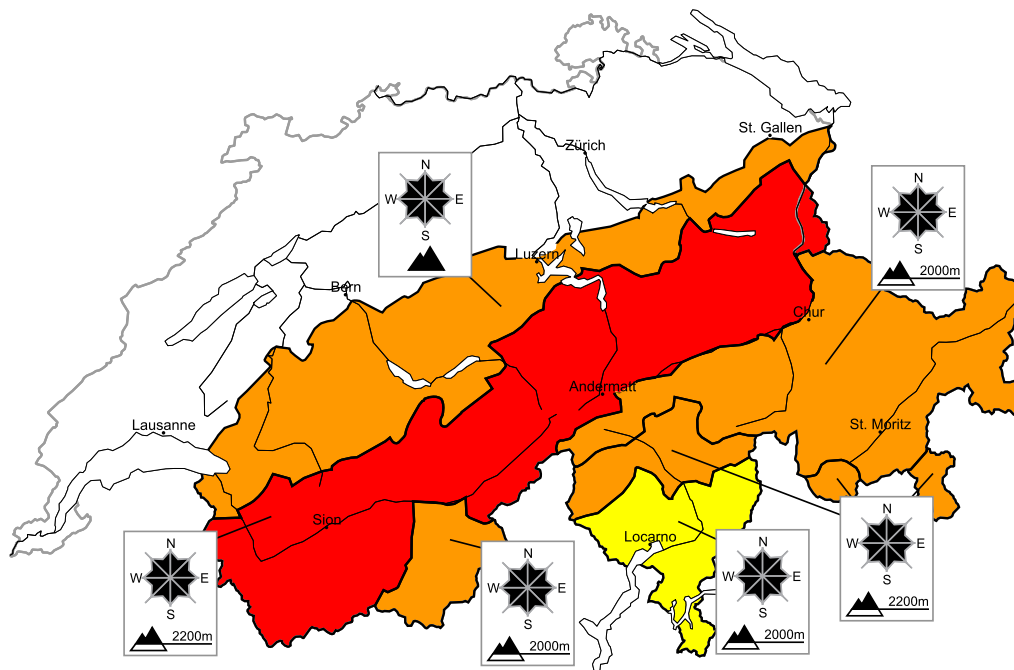 St. Gallen
Zürich
N
W E
S
N
W E
S
2000m
Luzern
Bern
Chur
Andermatt
Lausanne
St. Moritz
Sion
Locarno
N
W E
S
2200m
N
W E
S
2000m
N
W E
S
2000m
N
W E
S
2200m